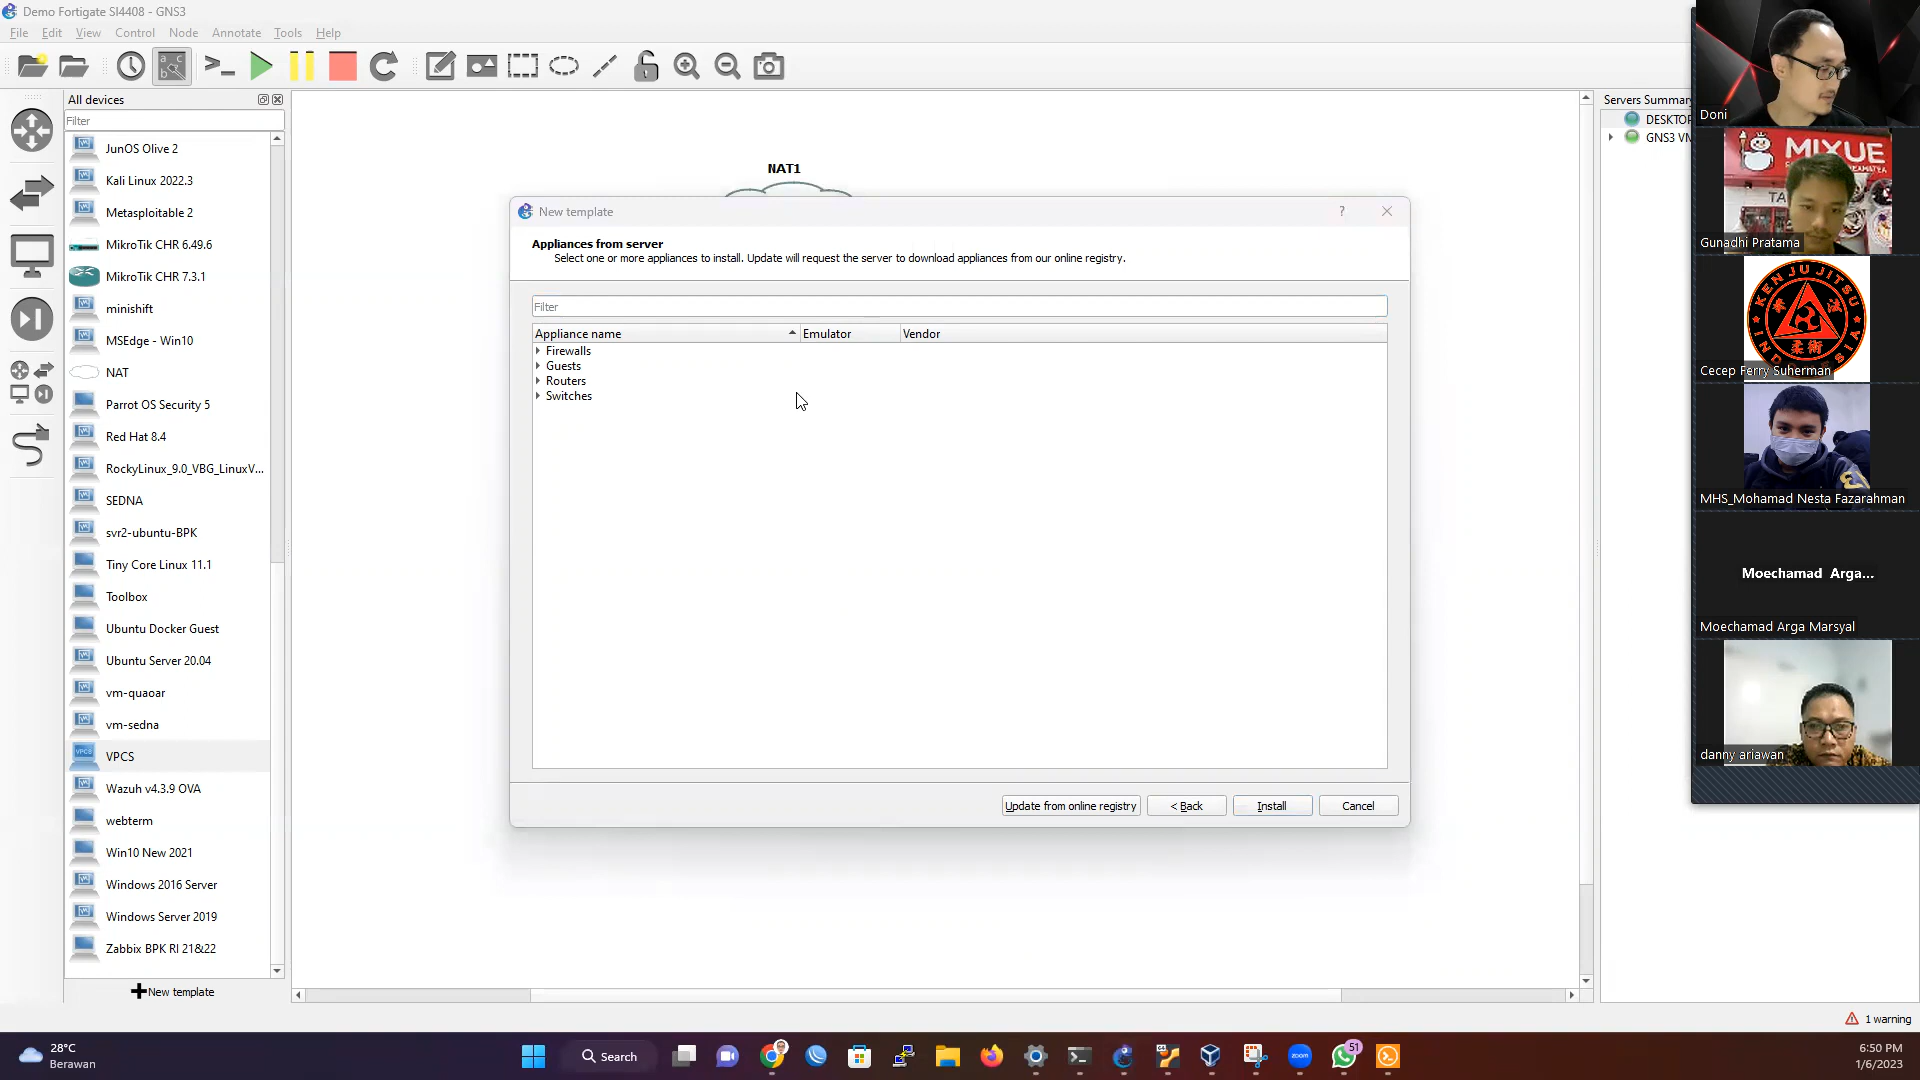 Demo Fortigate SI4408 - GNS3
File Edit View Control Node Annotate Tools Help
All devices
Filter
JunOS Olive 2
Kali Linux 2022.3
Metasploitable 2
MikroTik CHR 6.49.6
MikroTik CHR 7.3.1
minishift
MSEdge - Win10
NAT
Parrot OS Security 5
Red Hat 8.4
RockyLinux_9.0_VBG_LinuxV...
SEDNA
svr2-ubuntu-BPK
Tiny Core Linux 11.1
Toolbox
Ubuntu Docker Guest
Ubuntu Server 20.04
vm-quaoar
vm-sedna
VPCS
VPCS
Wazuh v4.3.9 OVA
webterm
Win10 New 2021
Windows 2016 Server
Windows Server 2019
Zabbix BPK RI 21&22
New template
NAT1
New template
?
Appliances from server
Select one or more appliances to install. Update will request the server to download appliances from our online registry.
Filter
Appliance name Emulator Vendor
Firewalls
Guests
Routers
Switches
Update from online registry < Back Install Cancel
Servers Summary
DESKTOP
GNS3 VM
Doni
MIXUE
TA
Gunadhi Pratama
KENJUJITSU
INDONESIA
柔術
Cecep Ferry Suherman
MHS_Mohamad Nesta Fazarahman
Moechamad Arga...
Moechamad Arga Marsyal
danny ariawan
1 warning
28°C
Berawan
Search
zoom
51
6:50 PM
1/6/2023